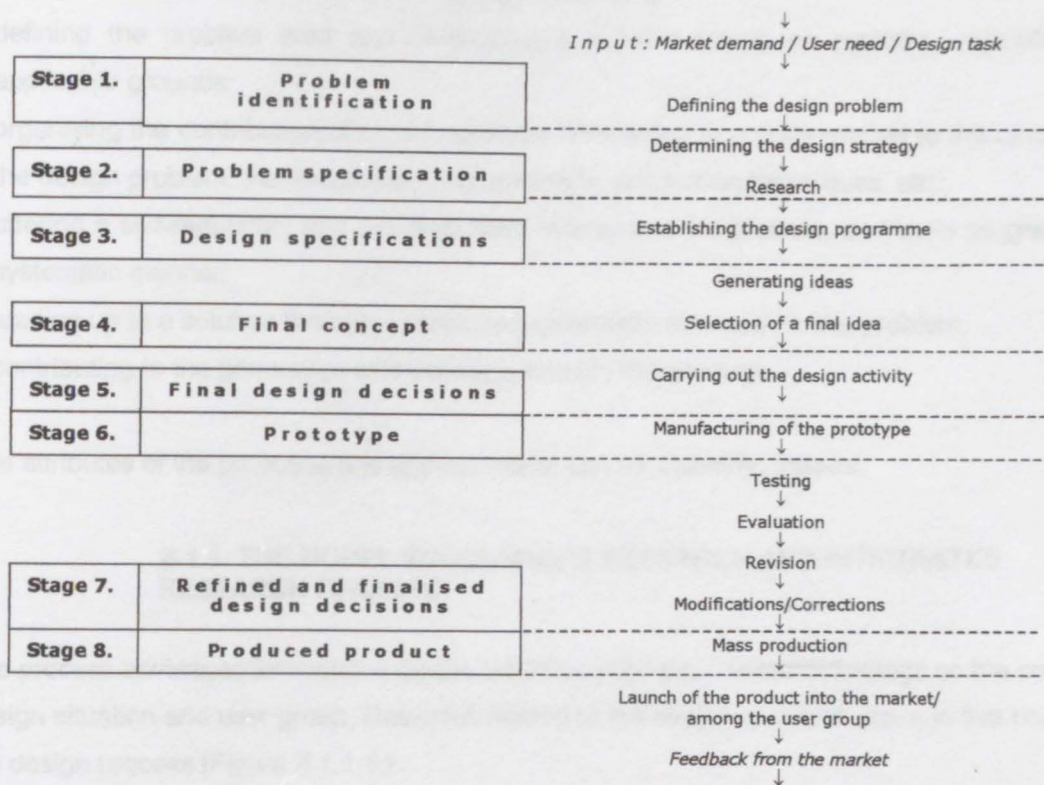 Input: Market demand / User need / Design task
Stage 1. Problem
identification
Defining the design problem
Determining the design strategy
Stage 2. Problem specification
Research
Stage 3. Design specifications
Establishing the design programme
Generating ideas
Stage 4. Final concept
Selection of a final idea
Carrying out the design activity
Stage 5. Final design decisions
Stage 6. Prototype
Manufacturing of the prototype
Testing
Evaluation
Revision
Stage 7. Refined and finalised
design decisions
Modifications/Corrections
Stage 8. Produced product
Mass production
Launch of the product into the market/
among the user group
Feedback from the market